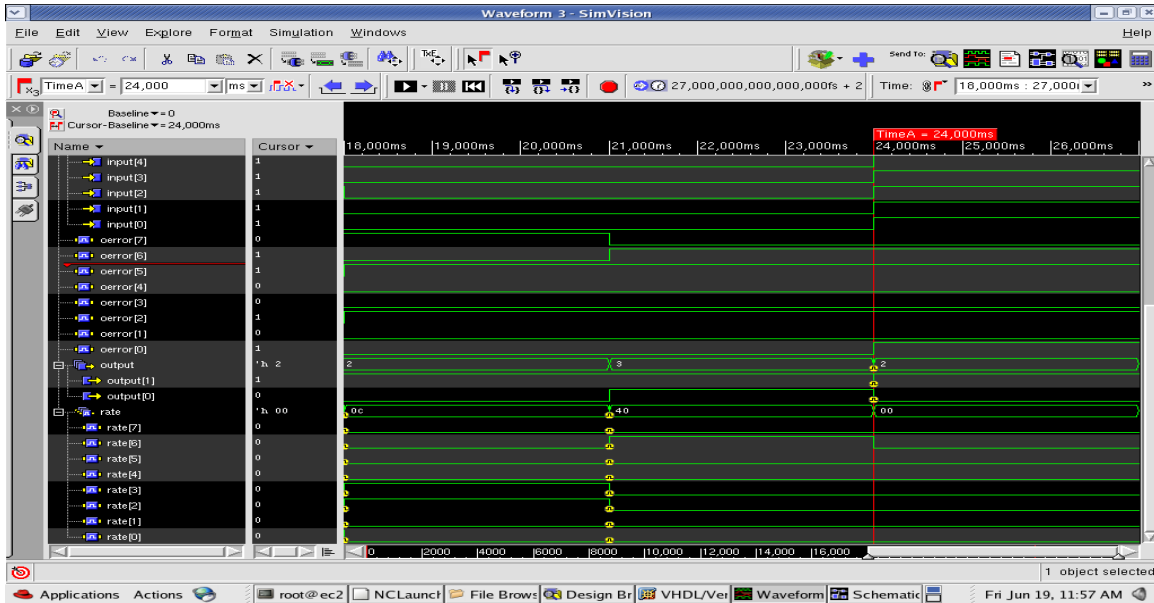 Waveform 3 - SimVision
File Edit View Explore Format Simulation Windows Help
TxE Send To:
TimeA = 24,000 ms 27,000,000,000,000,000fs + 2 Time: 18,000ms : 27,000
Baseline = 0
Cursor-Baseline = 24,000ms
TimeA = 24,000ms
Name Cursor 18,000ms 19,000ms 20,000ms 21,000ms 22,000ms 23,000ms 24,000ms 25,000ms 26,000ms
input[4] 1
input[3] 1
input[2] 1
input[1] 1
input[0] 1
oerror[7] 0
oerror[6] 1
oerror[5] 1
oerror[4] 0
oerror[3] 0
oerror[2] 1
oerror[1] 0
oerror[0] 1
output 'h 2 2 3 2
output[1] 1
output[0] 0
rate 'h 00 0c 40 00
rate[7] 0
rate[6] 0
rate[5] 0
rate[4] 0
rate[3] 0
rate[2] 0
rate[1] 0
rate[0] 0
0 2000 4000 6000 8000 10,000 12,000 14,000 16,000
1 object selected
Applications Actions root@ec2 NCLaunch File Brows Design Br VHDL/Ver Waveform Schematic Fri Jun 19, 11:57 AM